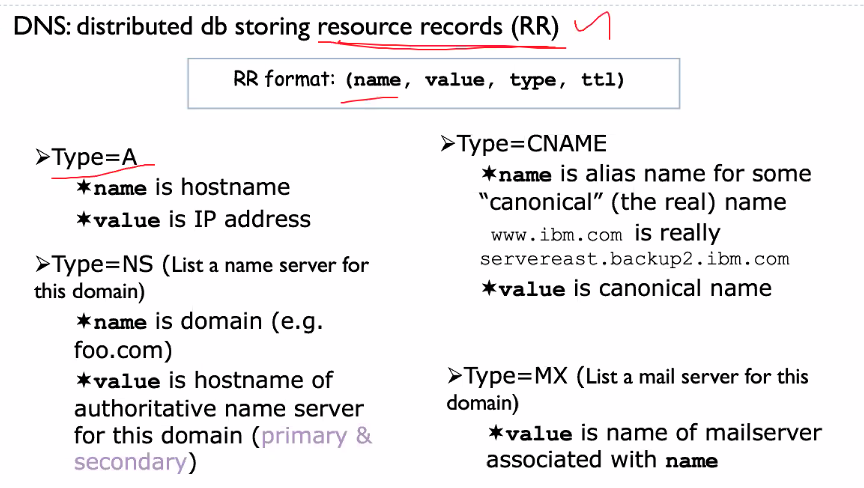 DNS: distributed db storing resource records (RR)
RR format: (name, value, type, ttl)
➢Type=A
✶name is hostname
✶value is IP address
➢Type=NS (List a name server for
this domain)
✶name is domain (e.g.
foo.com)
✶value is hostname of
authoritative name server
for this domain (primary &
secondary)
➢Type=CNAME
✶name is alias name for some
“canonical” (the real) name
www.ibm.com is really
servereast.backup2.ibm.com
✶value is canonical name
➢Type=MX (List a mail server for this
domain)
✶value is name of mailserver
associated with name